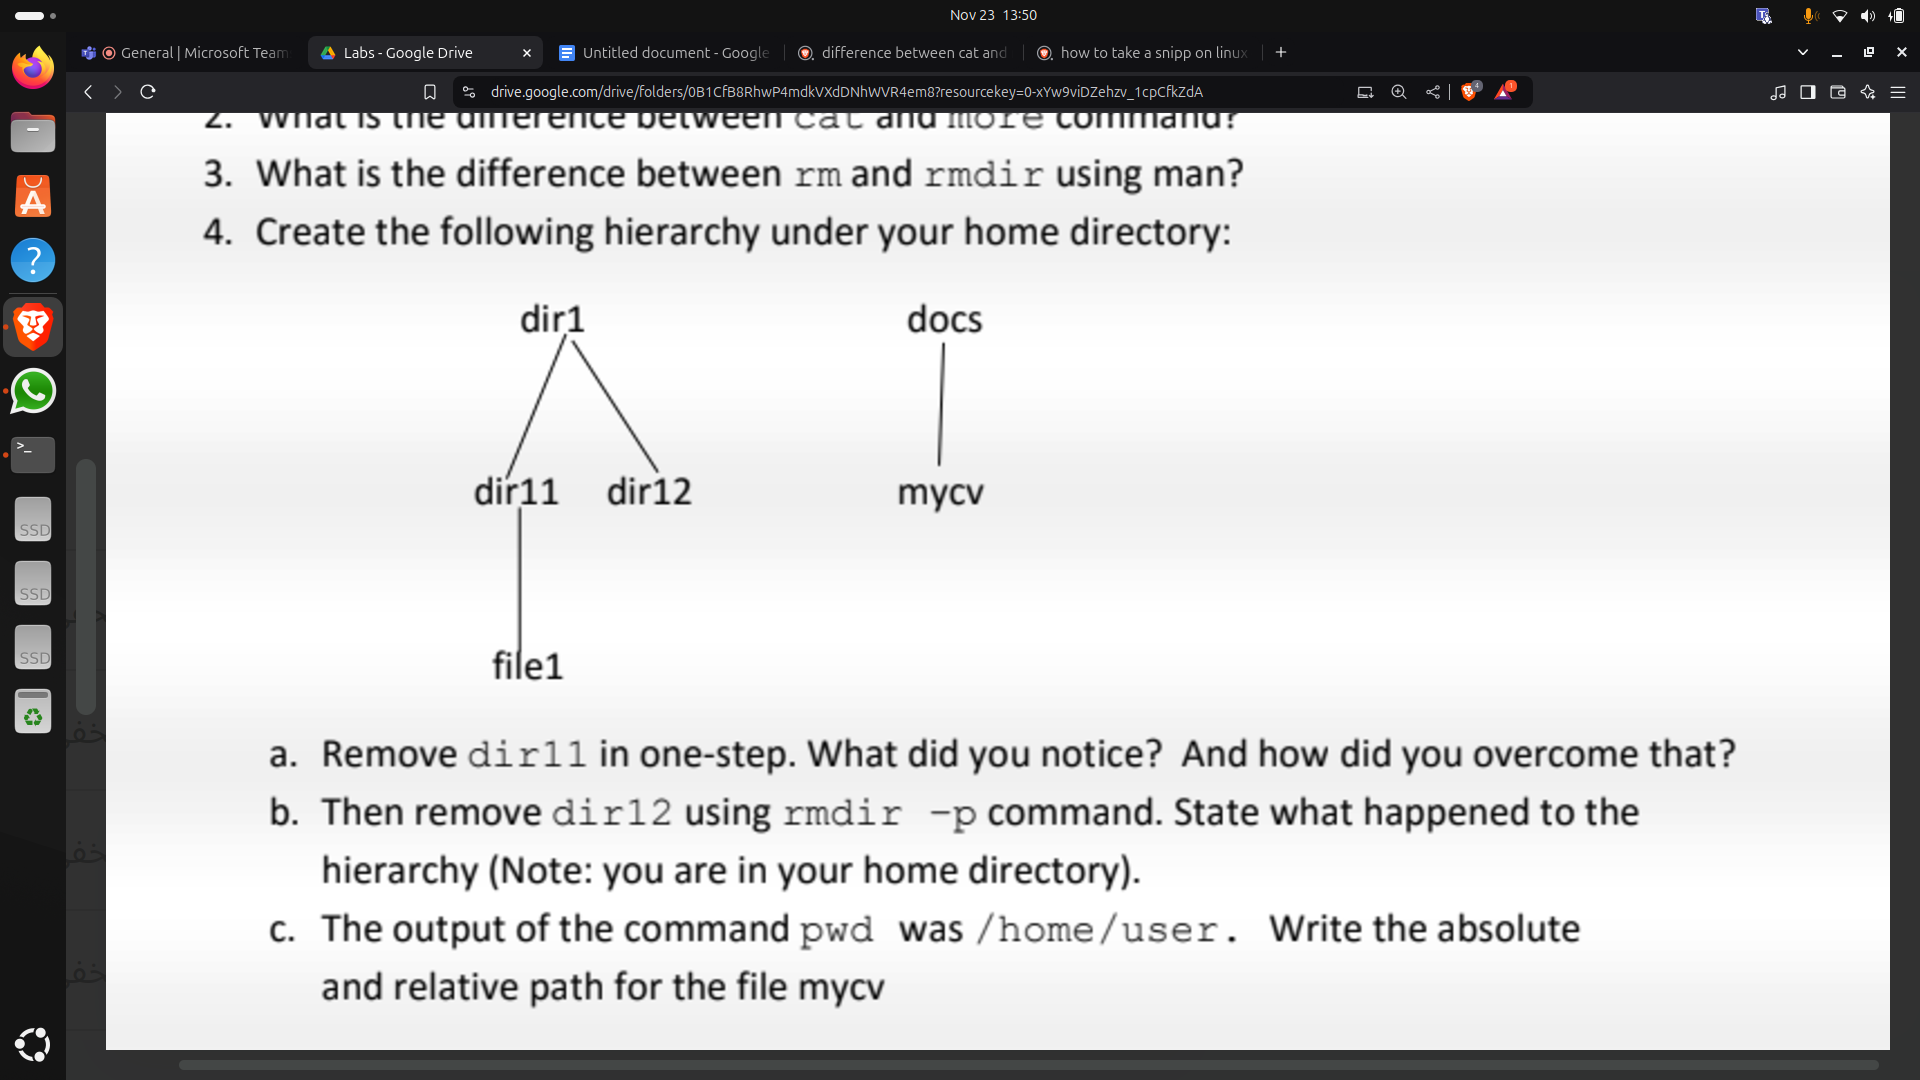 Nov 23 13:50
General | Microsoft Team
Labs - Google Drive
Untitled document - Google
difference between cat and
how to take a snipp on linux
drive.google.com/drive/folders/0B1CfB8RhwP4mdkVXdDNhWVR4em8?resourcekey=0-xYw9viDZehzv_1cpCfkZdA
4
1
2. What is the difference between cat and more command?
3. What is the difference between rm and rmdir using man?
4. Create the following hierarchy under your home directory:
dir1
docs
dir11
dir12
mycv
file1
a. Remove dir11 in one-step. What did you notice? And how did you overcome that?
b. Then remove dir12 using rmdir -p command. State what happened to the
hierarchy (Note: you are in your home directory).
c. The output of the command pwd was /home/user. Write the absolute
and relative path for the file mycv
SSD
SSD
SSD